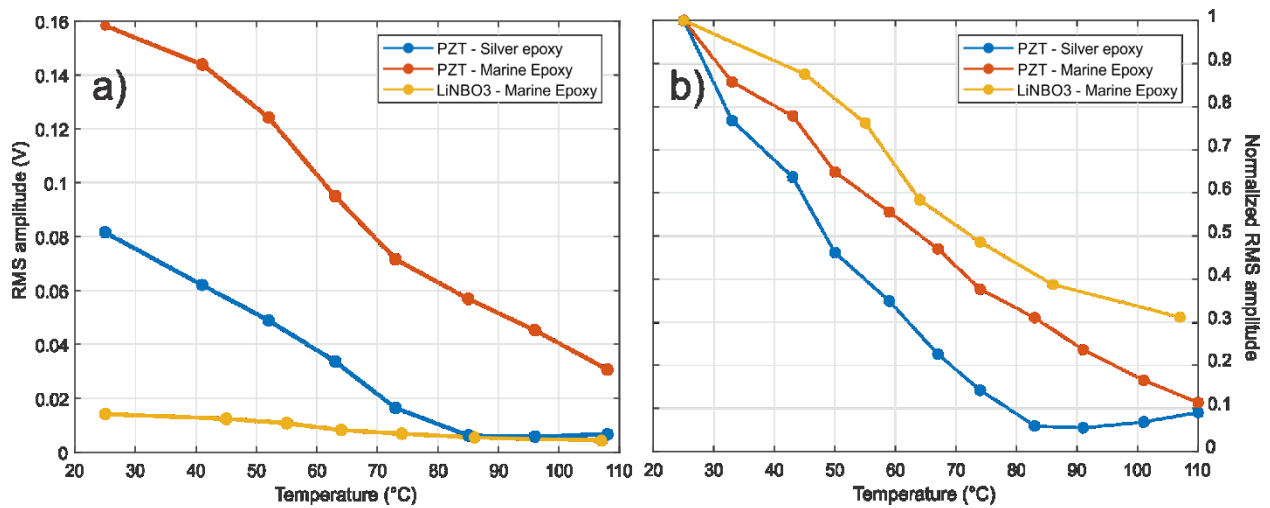 a)
PZT - Silver epoxy
PZT - Marine Epoxy
LiNBO3 - Marine Epoxy
RMS amplitude (V)
0.16
0.14
0.12
0.1
0.08
0.06
0.04
0.02
0
20 30 40 50 60 70 80 90 100 110
Temperature (°C)
b)
PZT - Silver epoxy
PZT - Marine Epoxy
LiNBO3 - Marine Epoxy
1
0.9
0.8
0.7
0.6
0.5
0.4
0.3
0.2
0.1
0
Normalized RMS
amplitude
20 30 40 50 60 70 80 90 100 110
Temperature (°C)